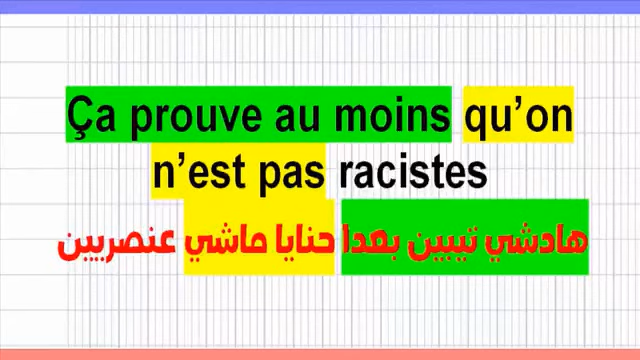 Ça prouve au moins qu’on
n’est pas racistes
هادشي تيبين بعدا حنايا ماشي عنصريين